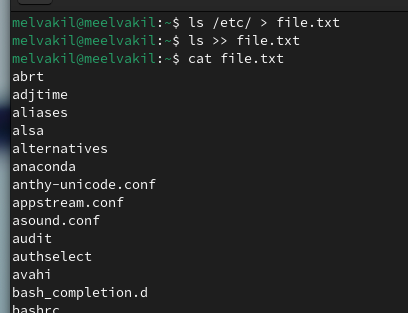 melvakil@meelvakil:~$ ls /etc/ > file.txt
melvakil@meelvakil:~$ ls >> file.txt
melvakil@meelvakil:~$ cat file.txt
abrt
adjtime
aliases
alsa
alternatives
anaconda
anthy-unicode.conf
appstream.conf
asound.conf
audit
authselect
avahi
bash_completion.d
bashrc